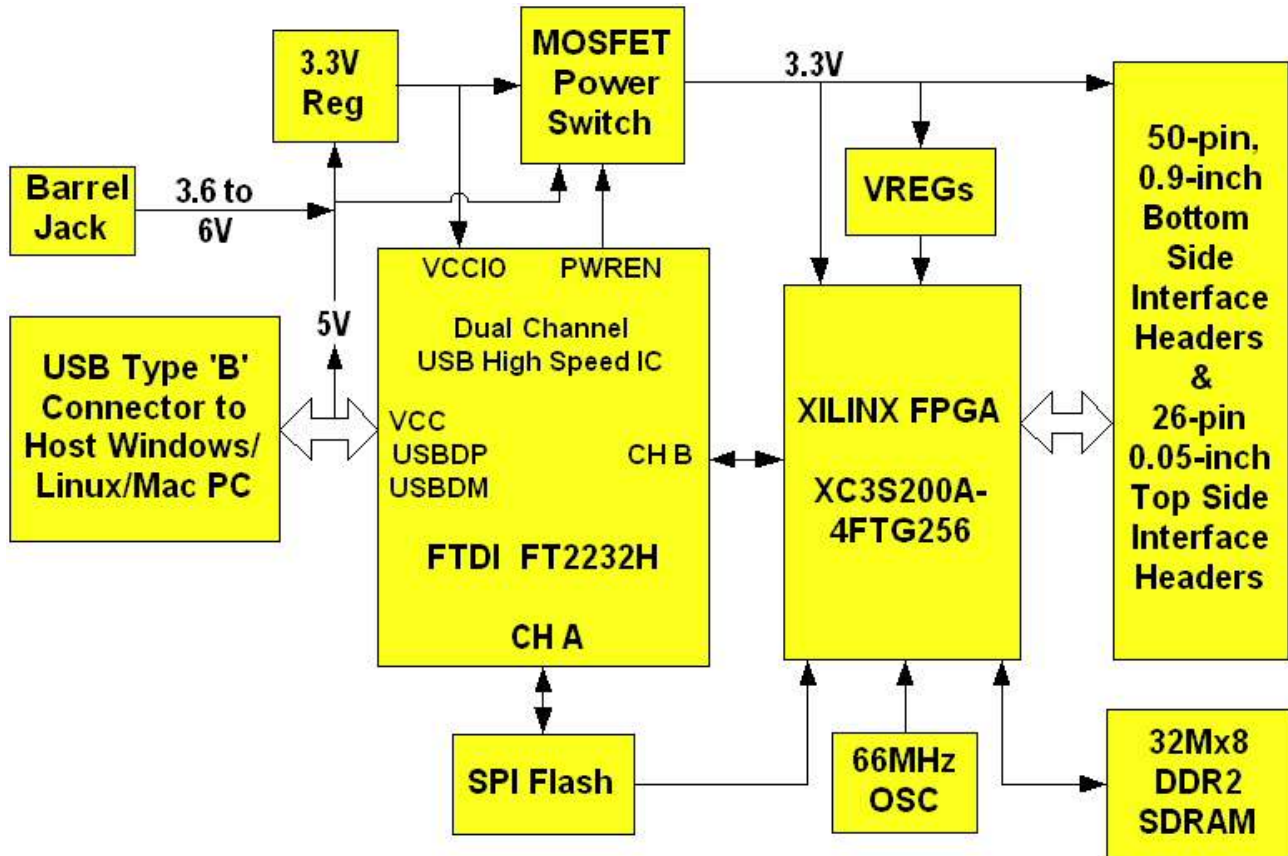 3.3V
Reg
MOSFET
Power
Switch
3.3V
Barrel
Jack
3.6 to
6V
VREGs
50-pin,
0.9-inch
Bottom
Side
Interface
Headers
&
26-pin
0.05-inch
Top Side
Interface
Headers
5V
USB Type 'B'
Connector to
Host Windows/
Linux/Mac PC
VCCIO
PWREN
Dual Channel
USB High Speed IC
VCC
USBDP
USBDM
CH B
FTDI FT2232H
CH A
XILINX FPGA
XC3S200A-
4FTG256
SPI Flash
66MHz
OSC
32Mx8
DDR2
SDRAM